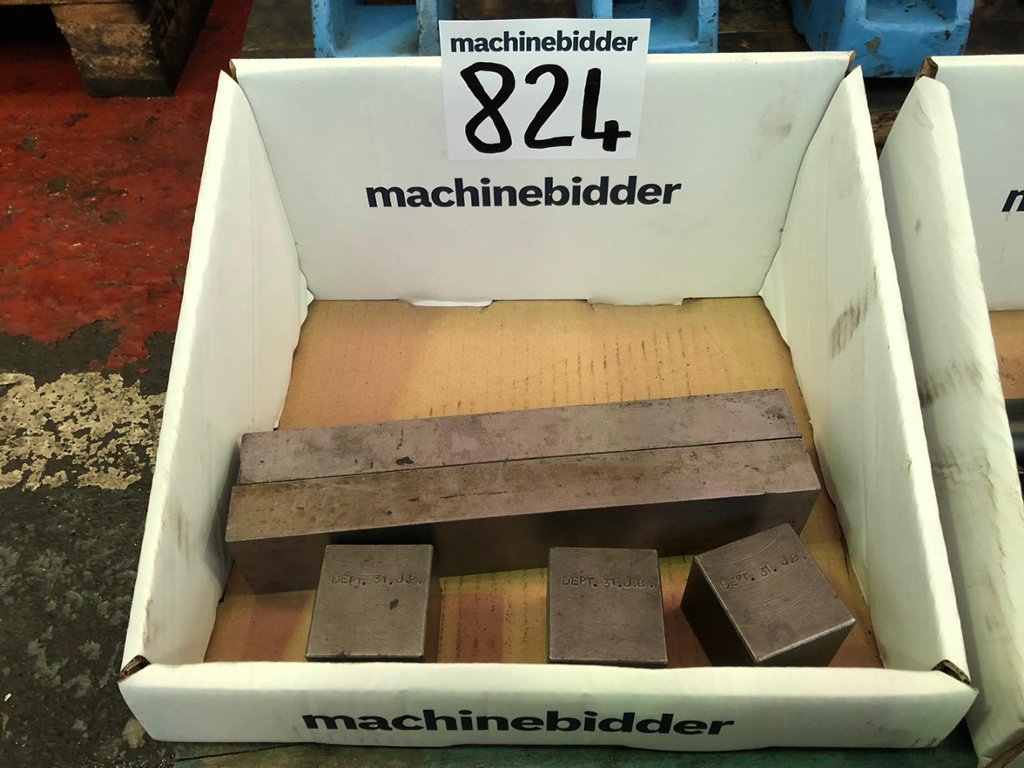 machinebidder
824
machinebidder
DEPT. 31. J.B.
DEPT. 31. J.B.
DEPT. 31. J.B.
machinebidder